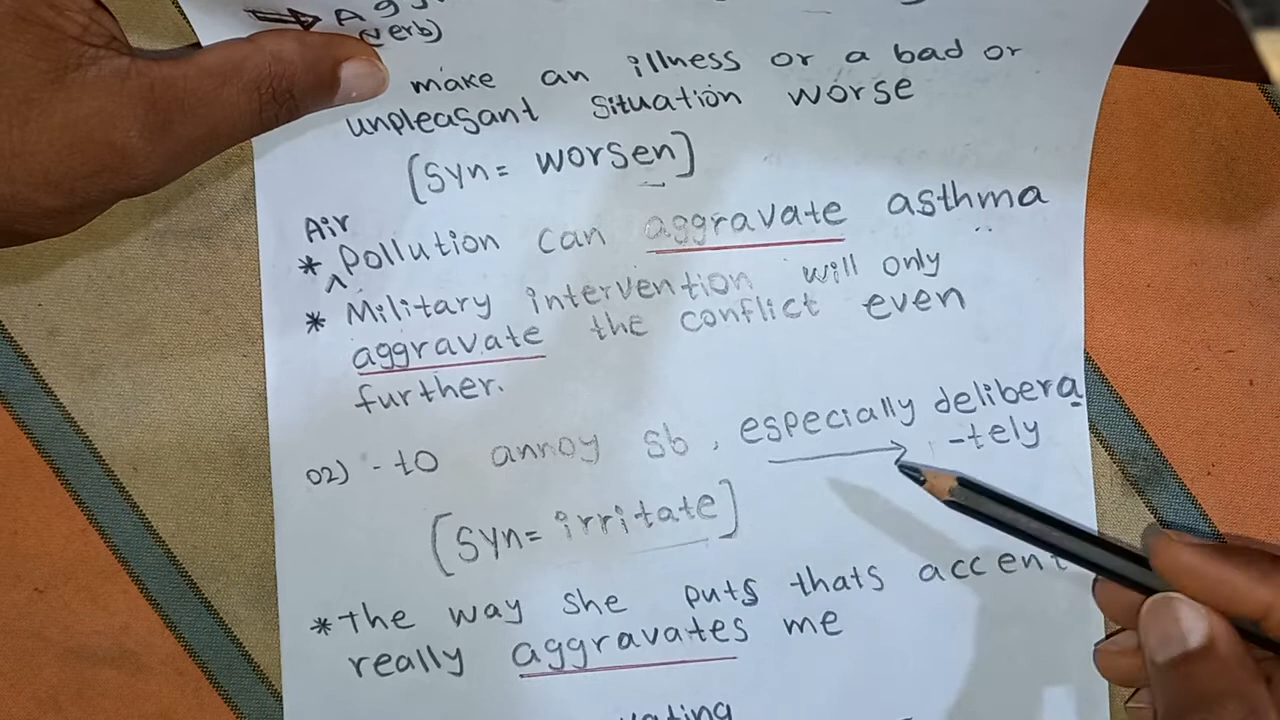 (verb)
make an illness or a bad or
unpleasant situation worse
[Syn= worsen]
Air
* ^Pollution can aggravate asthma
* Military intervention will only
aggravate the conflict even
further.
02) - to annoy sb, especially delibera
-tely
[Syn= irritate]
* the way she puts thats accent
really aggravates me